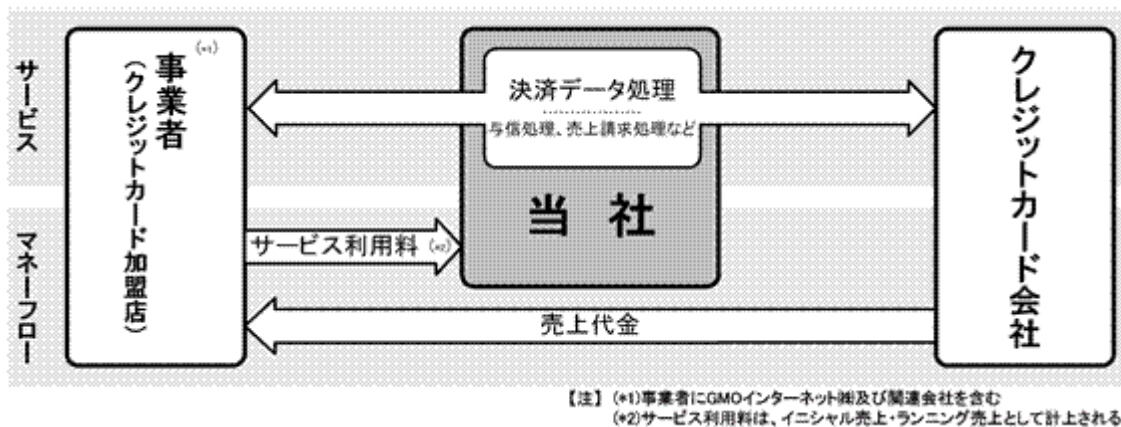 サービス
事業者(*1)
(クレジットカード加盟店)
決済データ処理
与信処理、売上請求処理など
当 社
クレジットカード会社
マネーフロー
サービス利用料(*2)
売上代金
【注】 (*1)事業者にGMOインターネット㈱及び関連会社を含む
(*2)サービス利用料は、イニシャル売上・ランニング売上として計上される